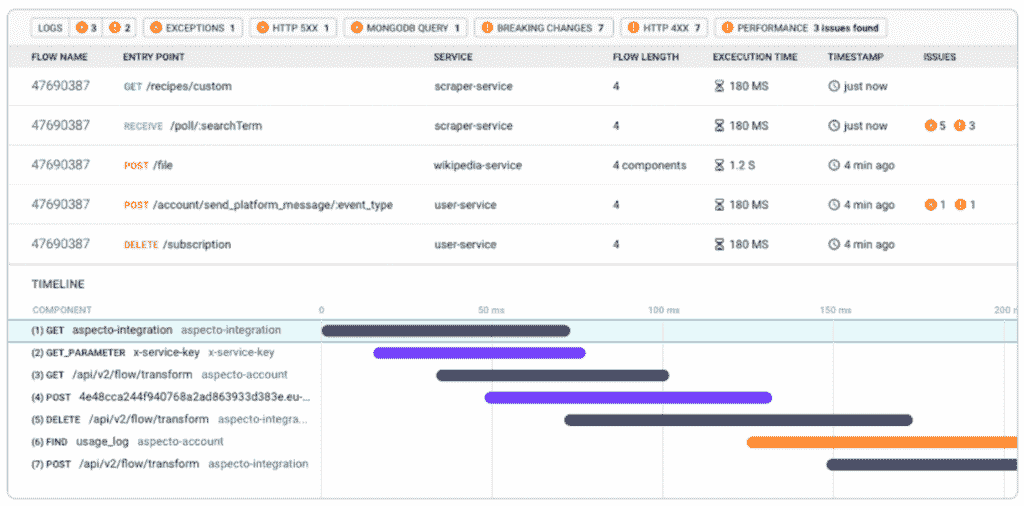 LOGS 3 2 EXCEPTIONS 1 HTTP 5XX 1 MONGODB QUERY 1 BREAKING CHANGES 7 HTTP 4XX 7 PERFORMANCE 3 issues found
FLOW NAME ENTRY POINT SERVICE FLOW LENGTH EXCECUTION TIME TIMESTAMP ISSUES
47690387 GET /recipes/custom scraper-service 4 180 MS just now
47690387 RECEIVE /poll/:searchTerm scraper-service 4 180 MS just now 5 3
47690387 POST /file wikipedia-service 4 components 1.2 S 4 min ago
47690387 POST /account/send_platform_message/:event_type user-service 4 180 MS 4 min ago 1 1
47690387 DELETE /subscription user-service 4 180 MS 4 min ago
TIMELINE
COMPONENT 0 50 ms 100 ms 150 ms 200 m
(1) GET aspecto-integration aspecto-integration
(2) GET_PARAMETER x-service-key x-service-key
(3) GET /api/v2/flow/transform aspecto-account
(4) POST 4e48cca244f940768a2ad863933d383e.eu-...
(5) DELETE /api/v2/flow/transform aspecto-integra...
(6) FIND usage_log aspecto-account
(7) POST /api/v2/flow/transform aspecto-integration